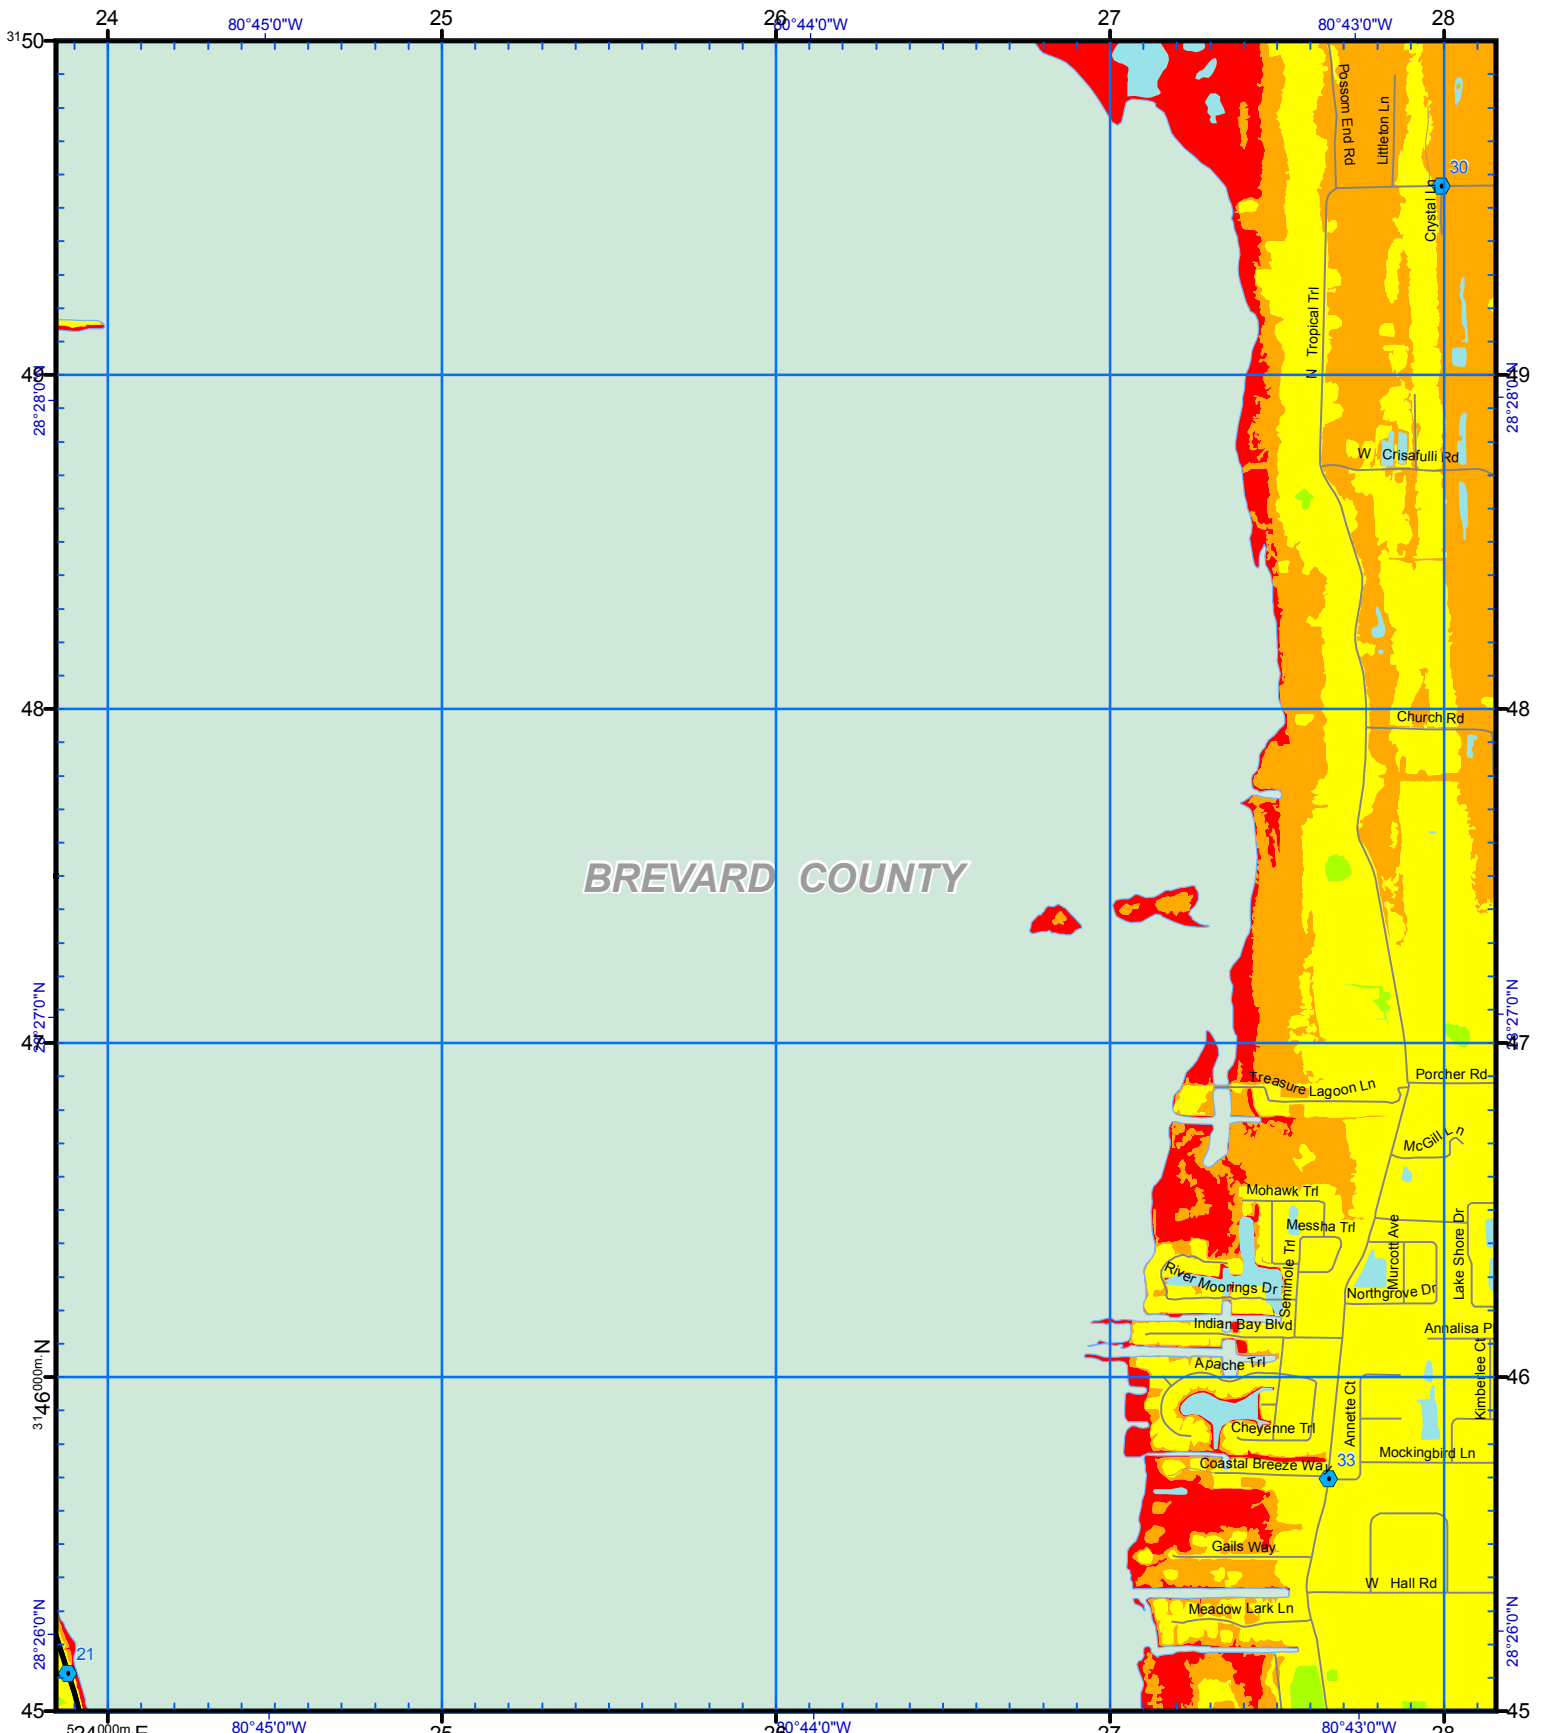 24 25 26 27 28
80°45'0"W 80°44'0"W 80°43'0"W
3150
Possom End Rd
Littleton Ln
30
Crystal Ln
N Tropical Trl
49 49
28°28'0"N 28°28'0"N
W Crisafulli Rd
48 48
Church Rd
BREVARD COUNTY
28°27'0"N 28°27'0"N
47 47
Treasure Lagoon Ln
Porcher Rd
McGill Ln
Mohawk Trl
Messha Trl
Seminole Trl
Murcott Ave
Lake Shore Dr
River Moorings Dr
Northgrove Dr
Indian Bay Blvd
Annalisa P
Apache Trl
Kimberlee Ct
3146000m.N 46
Annette Ct
Cheyenne Trl
Mockingbird Ln
Coastal Breeze Way
33
Gails Way
W Hall Rd
Meadow Lark Ln
28°26'0"N 28°26'0"N
21
45 45
524000m.E 25 26 27 28
80°45'0"W 80°44'0"W 80°43'0"W